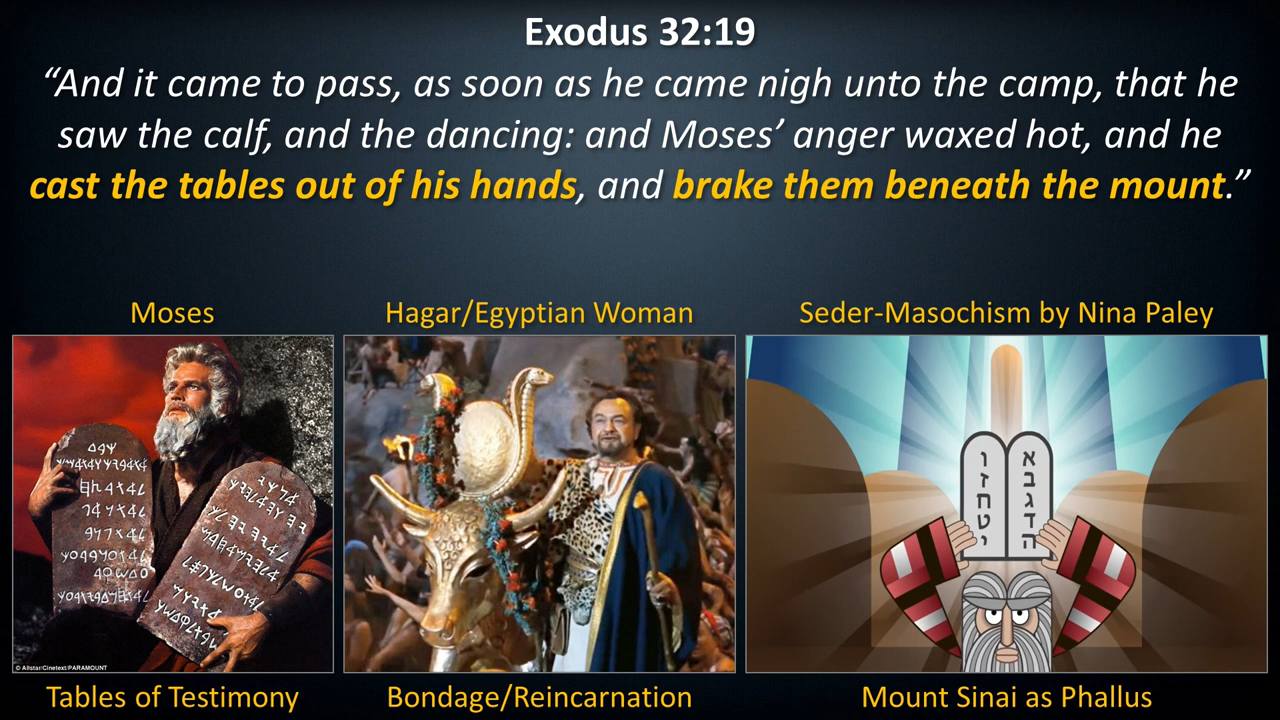 Exodus 32:19
“And it came to pass, as soon as he came nigh unto the camp, that he
saw the calf, and the dancing: and Moses’ anger waxed hot, and he
cast the tables out of his hands, and brake them beneath the mount.”
Moses
Hagar/Egyptian Woman
Seder-Masochism by Nina Paley
ו א
ז ב
ח ג
ט ד
י ה
© Allstar/Cinetext/PARAMOUNT
Tables of Testimony
Bondage/Reincarnation
Mount Sinai as Phallus